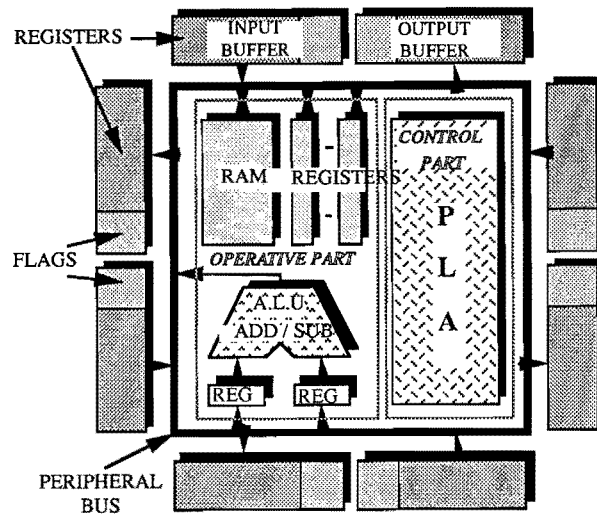 REGISTERS
INPUT
BUFFER
OUTPUT
BUFFER
CONTROL
PART
RAM
REGISTERS
-
-
P
L
A
OPERATIVE PART
FLAGS
A.L.U.
ADD / SUB
REG
REG
PERIPHERAL
BUS